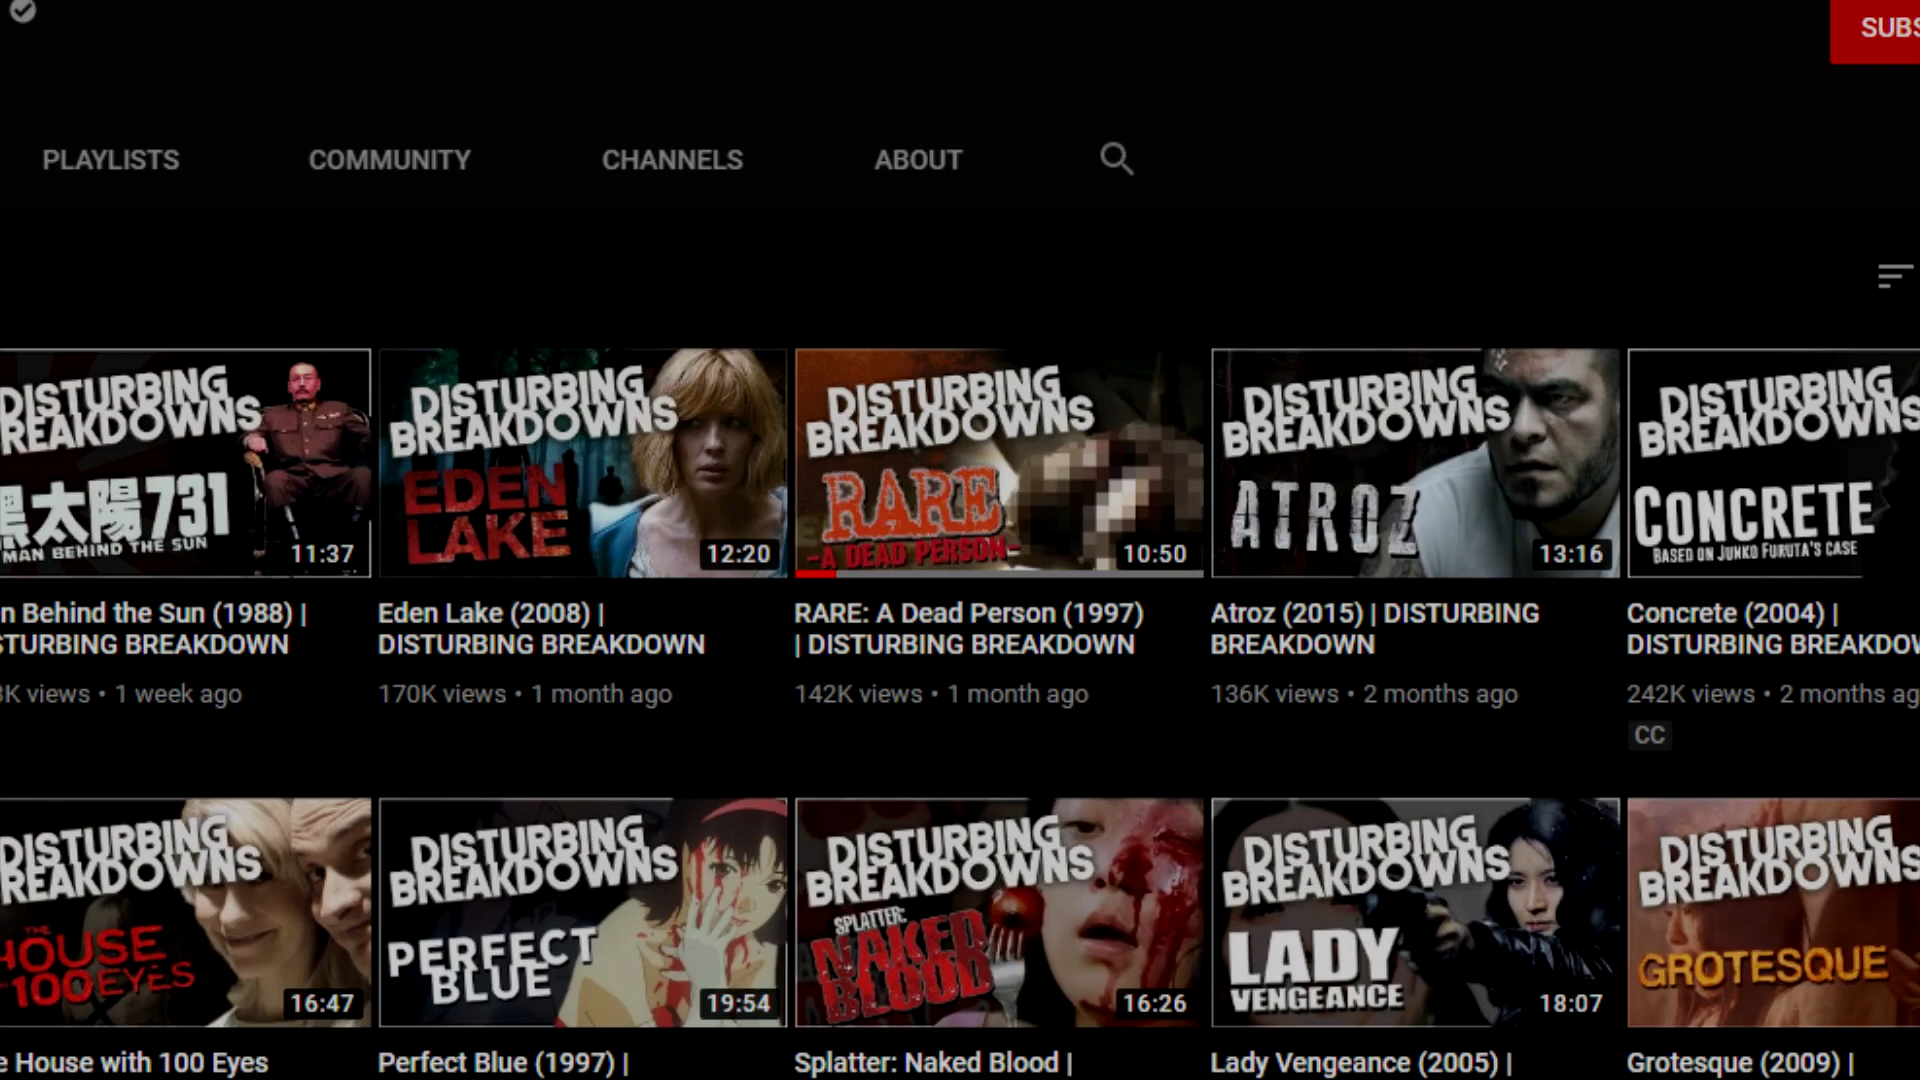 SUBS
PLAYLISTS COMMUNITY CHANNELS ABOUT
DISTURBING
BREAKDOWNS
黑太陽731
MAN BEHIND THE SUN
11:37
DISTURBING
BREAKDOWNS
EDEN
LAKE
12:20
DISTURBING
BREAKDOWNS
RARE
-A DEAD PERSON-
10:50
DISTURBING
BREAKDOWNS
ATROZ
13:16
DISTURBING
BREAKDOWNS
CONCRETE
BASED ON JUNKO FURUTA'S CASE
n Behind the Sun (1988) |
STURBING BREAKDOWN
K views • 1 week ago
Eden Lake (2008) |
DISTURBING BREAKDOWN
170K views • 1 month ago
RARE: A Dead Person (1997)
| DISTURBING BREAKDOWN
142K views • 1 month ago
Atroz (2015) | DISTURBING
BREAKDOWN
136K views • 2 months ago
Concrete (2004) |
DISTURBING BREAKDOW
242K views • 2 months ag
CC
DISTURBING
BREAKDOWNS
THE
HOUSE
100 EYES
16:47
DISTURBING
BREAKDOWNS
PERFECT
BLUE
19:54
DISTURBING
BREAKDOWNS
SPLATTER:
NAKED
BLOOD
16:26
DISTURBING
BREAKDOWNS
LADY
VENGEANCE
18:07
DISTURBING
BREAKDOWNS
GROTESQUE
e House with 100 Eyes
Perfect Blue (1997) |
Splatter: Naked Blood |
Lady Vengeance (2005) |
Grotesque (2009) |